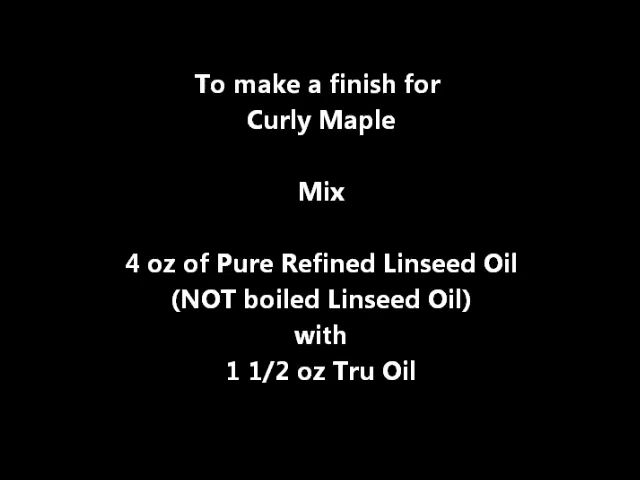 To make a finish for
Curly Maple
Mix
4 oz of Pure Refined Linseed Oil
(NOT boiled Linseed Oil)
with
1 1/2 oz Tru Oil